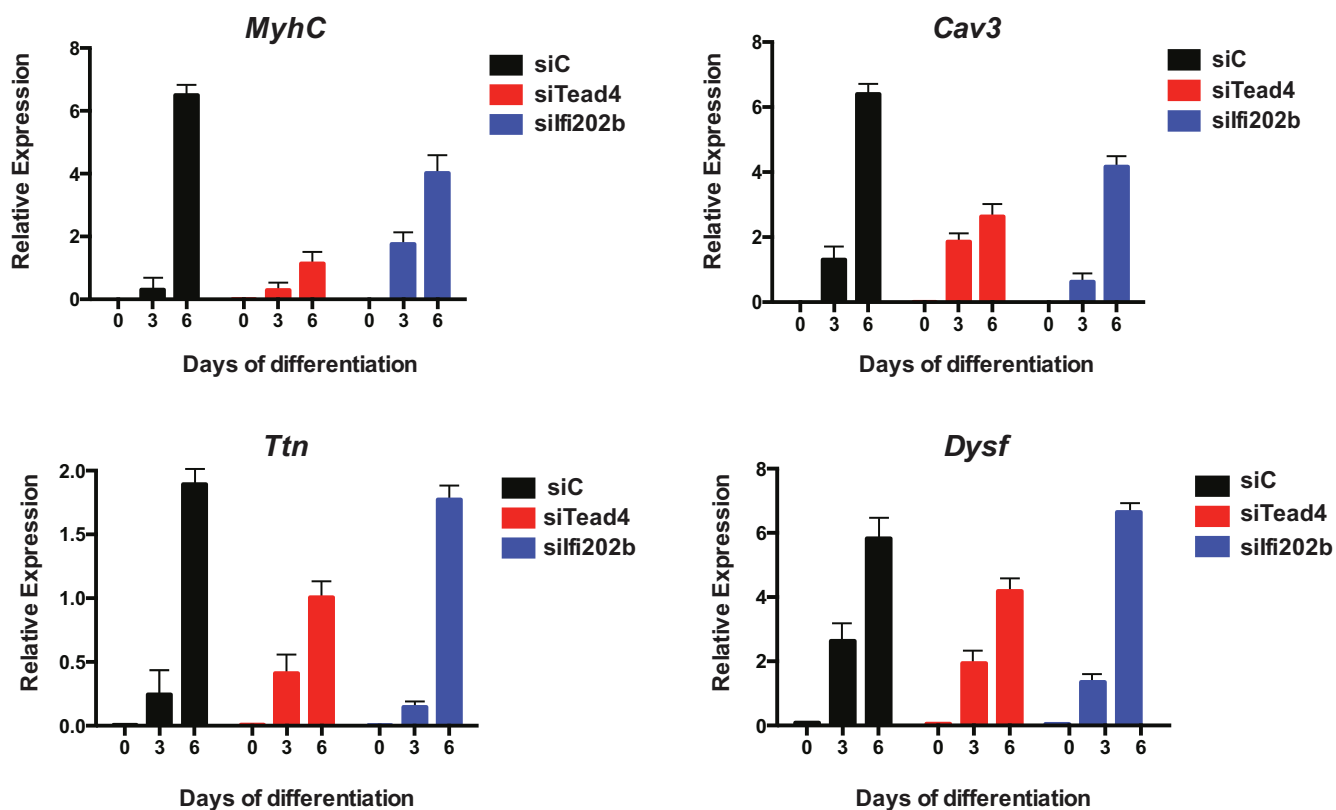 MyhC
8
6
4
2
0
Relative Expression
0 3 6 0 3 6 0 3 6
Days of differentiation
siC
siTead4
siIfi202b
Cav3
8
6
4
2
0
Relative Expression
0 3 6 0 3 6 0 3 6
Days of differentiation
siC
siTead4
siIfi202b
Ttn
2.0
1.5
1.0
0.5
0.0
Relative Expression
0 3 6 0 3 6 0 3 6
Days of differentiation
siC
siTead4
siIfi202b
Dysf
8
6
4
2
0
Relative Expression
0 3 6 0 3 6 0 3 6
Days of differentiation
siC
siTead4
siIfi202b